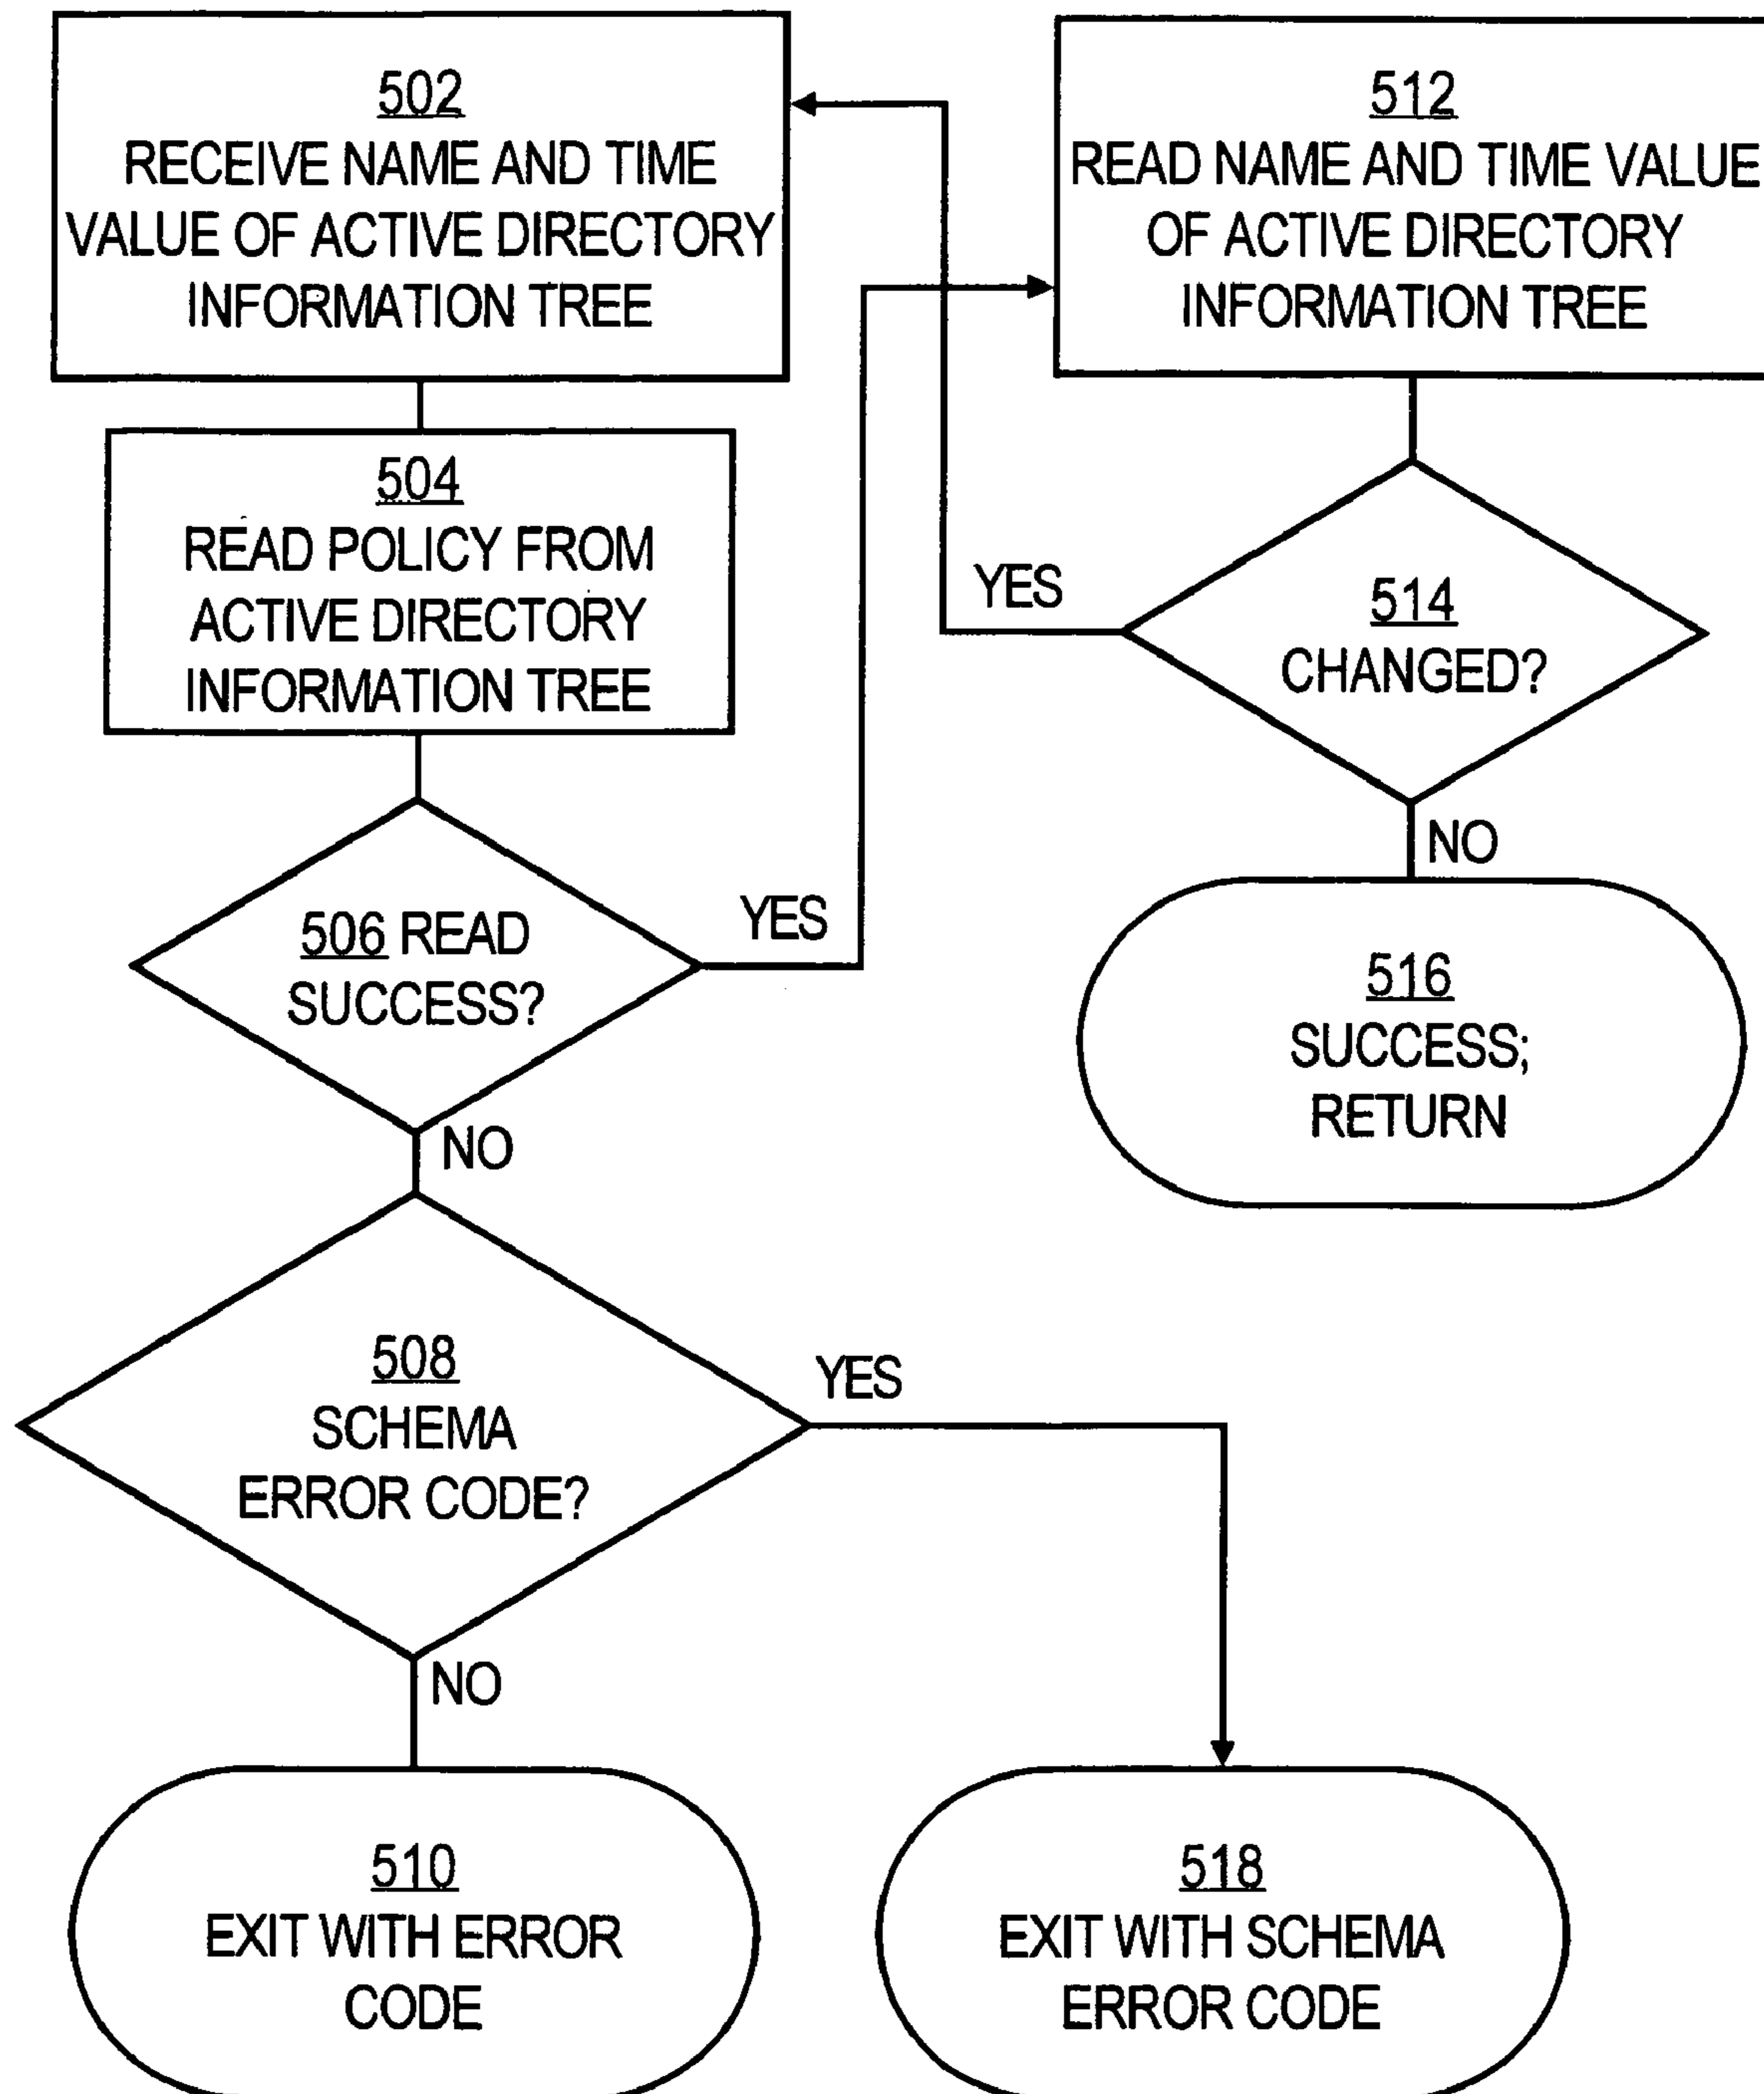 502
RECEIVE NAME AND TIME
VALUE OF ACTIVE DIRECTORY
INFORMATION TREE
504
READ POLICY FROM
ACTIVE DIRECTORY
INFORMATION TREE
506 READ
SUCCESS?
YES
NO
508
SCHEMA
ERROR CODE?
YES
NO
510
EXIT WITH ERROR
CODE
518
EXIT WITH SCHEMA
ERROR CODE
512
READ NAME AND TIME VALUE
OF ACTIVE DIRECTORY
INFORMATION TREE
514
CHANGED?
YES
NO
516
SUCCESS;
RETURN